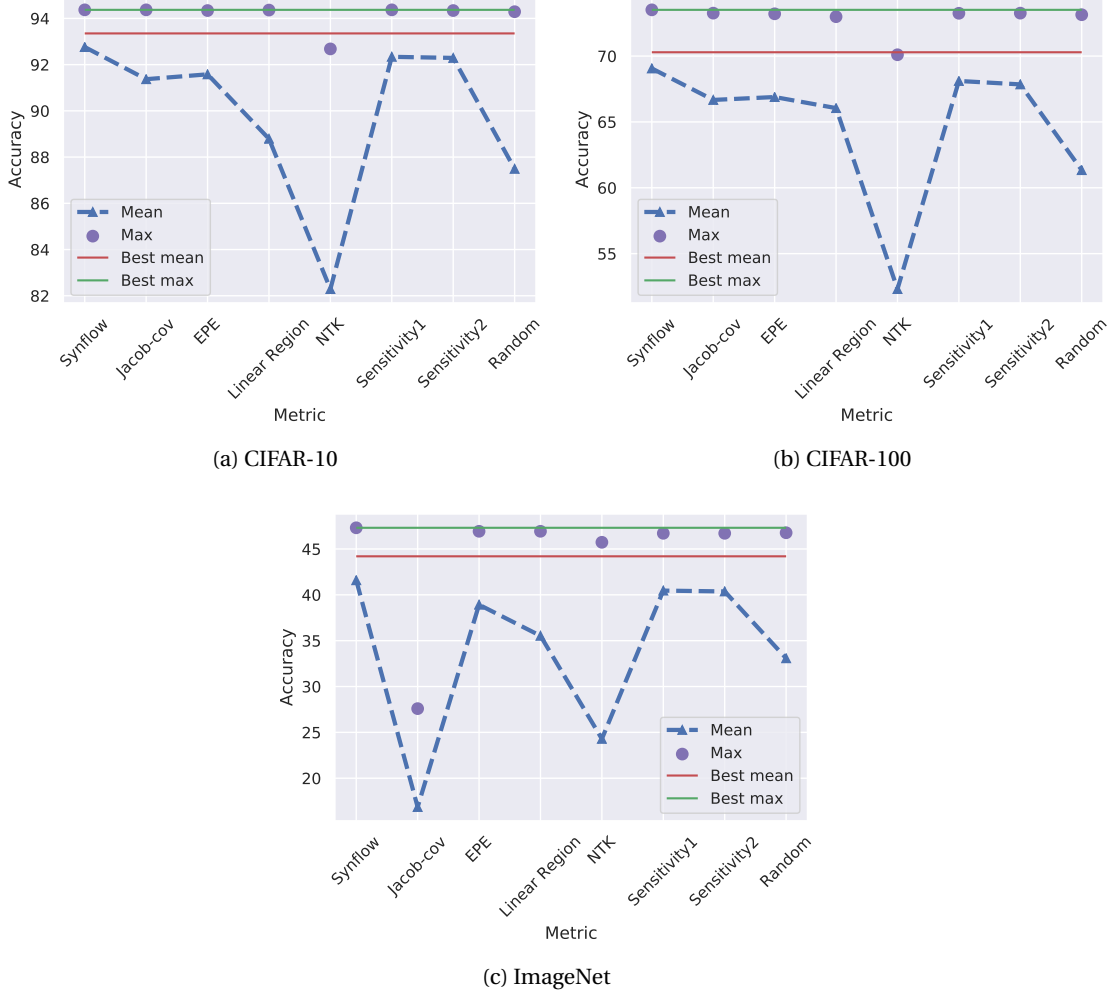 94
92
90
88
86
84
82
Accuracy
Mean
Max
Best mean
Best max
Synflow
Jacob-cov
EPE
Linear Region
NTK
Sensitivity1
Sensitivity2
Random
Metric
(a) CIFAR-10
70
65
60
55
Accuracy
Mean
Max
Best mean
Best max
Synflow
Jacob-cov
EPE
Linear Region
NTK
Sensitivity1
Sensitivity2
Random
Metric
(b) CIFAR-100
45
40
35
30
25
20
Accuracy
Mean
Max
Best mean
Best max
Synflow
Jacob-cov
EPE
Linear Region
NTK
Sensitivity1
Sensitivity2
Random
Metric
(c) ImageNet